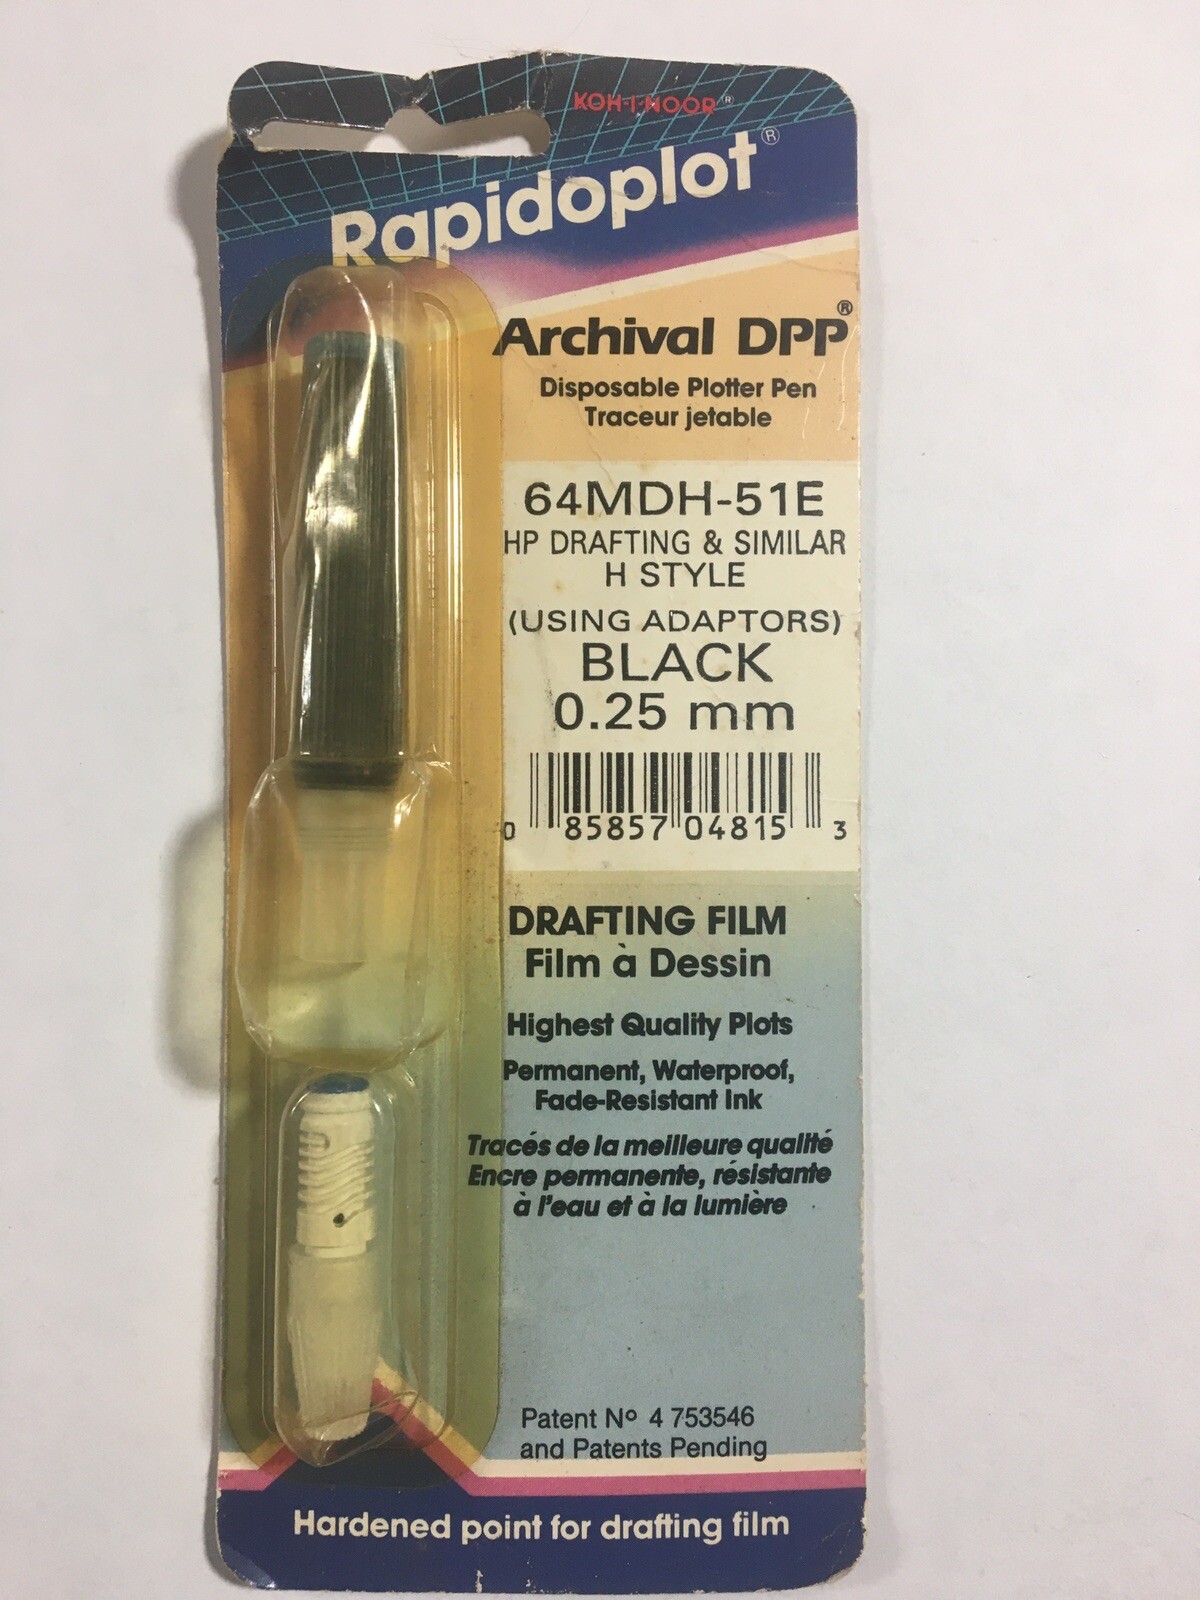 KOH-I-NOOR®
Rapidoplot®
Archival DPP®
Disposable Plotter Pen
Traceur jetable
64MDH-51E
HP DRAFTING & SIMILAR
H STYLE
(USING ADAPTORS)
BLACK
0.25 mm
0 85857 04815 3
DRAFTING FILM
Film à Dessin
Highest Quality Plots
Permanent, Waterproof,
Fade-Resistant Ink
Tracés de la meilleure qualité
Encre permanente, résistante
à l'eau et à la lumière
Patent Nº 4 753546
and Patents Pending
Hardened point for drafting film